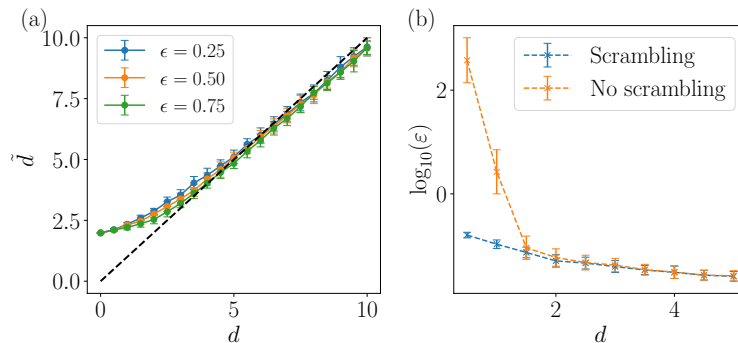 (a)
10.0
7.5
5.0
2.5
0.0
d̃
ϵ = 0.25
ϵ = 0.50
ϵ = 0.75
0
5
10
d
(b)
2
0
log₁₀(ε)
Scrambling
No scrambling
2
4
d